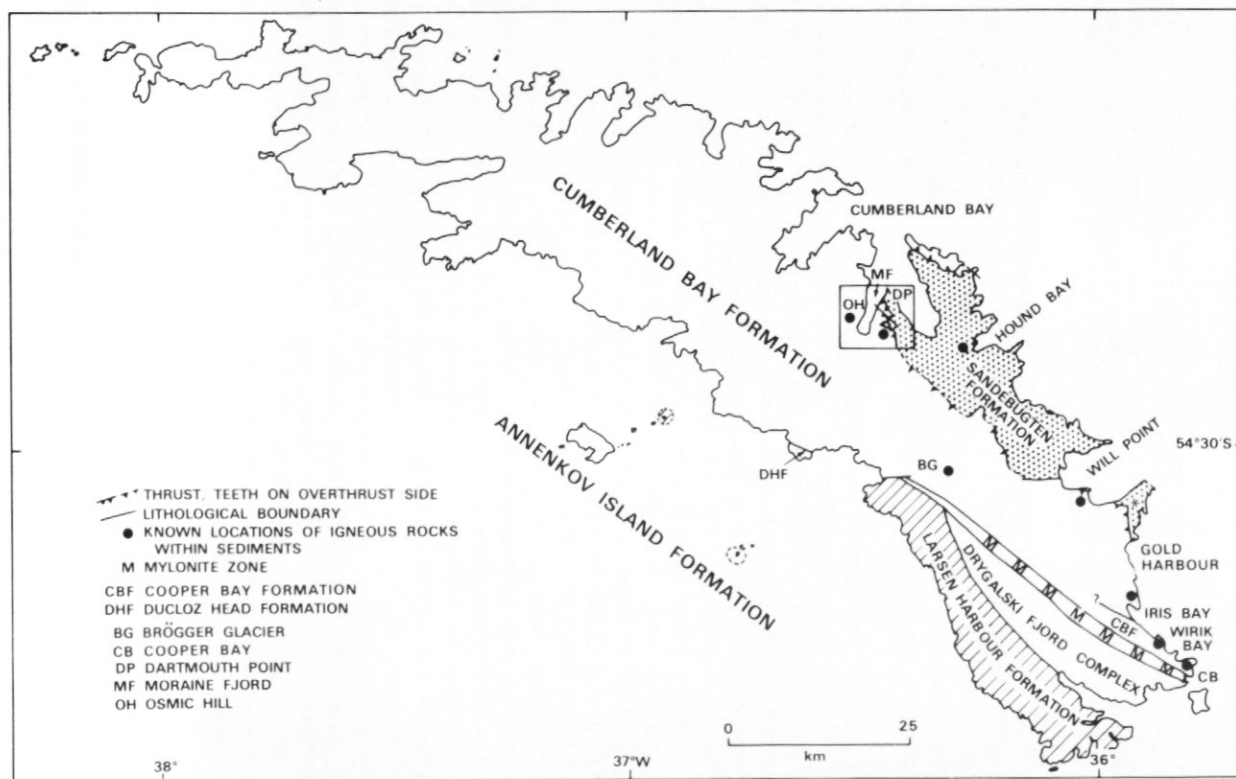 CUMBERLAND BAY
CUMBERLAND BAY FORMATION
MF
DP
OH
HOUND BAY
SANDEBUGTEN
FORMATION
ANNENKOV ISLAND FORMATION
DHF
BG
WILL POINT
54°30'S
GOLD
HARBOUR
?
IRIS BAY
CBF
WIRIK
BAY
CB
M M M M M M M
DRYGALSKI FJORD COMPLEX
LARSEN HARBOUR FORMATION
THRUST, TEETH ON OVERTHRUST SIDE
LITHOLOGICAL BOUNDARY
KNOWN LOCATIONS OF IGNEOUS ROCKS
WITHIN SEDIMENTS
M MYLONITE ZONE
CBF COOPER BAY FORMATION
DHF DUCLOZ HEAD FORMATION
BG BRÖGGER GLACIER
CB COOPER BAY
DP DARTMOUTH POINT
MF MORAINE FJORD
OH OSMIC HILL
0 25
km
38° 37°W 36°